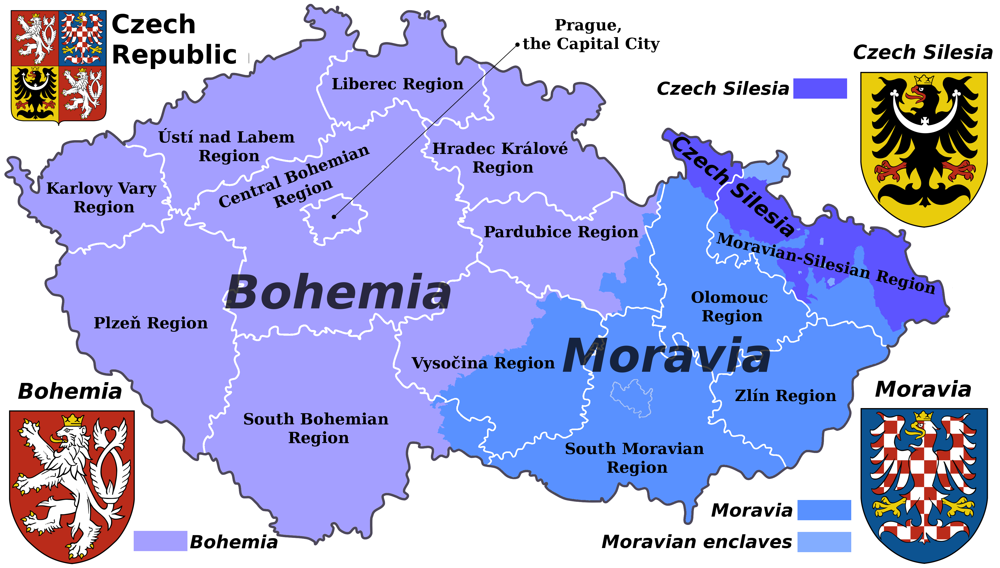 Czech
Republic
Prague,
the Capital City
Czech Silesia
Czech Silesia
Liberec Region
Ústí nad Labem
Region
Hradec Králové
Region
Central Bohemian
Region
Karlovy Vary
Region
Czech Silesia
Pardubice Region
Moravian-Silesian Region
Bohemia
Olomouc
Region
Plzeň Region
Moravia
Vysočina Region
Bohemia
Moravia
Zlín Region
South Bohemian
Region
South Moravian
Region
Moravia
Moravian enclaves
Bohemia